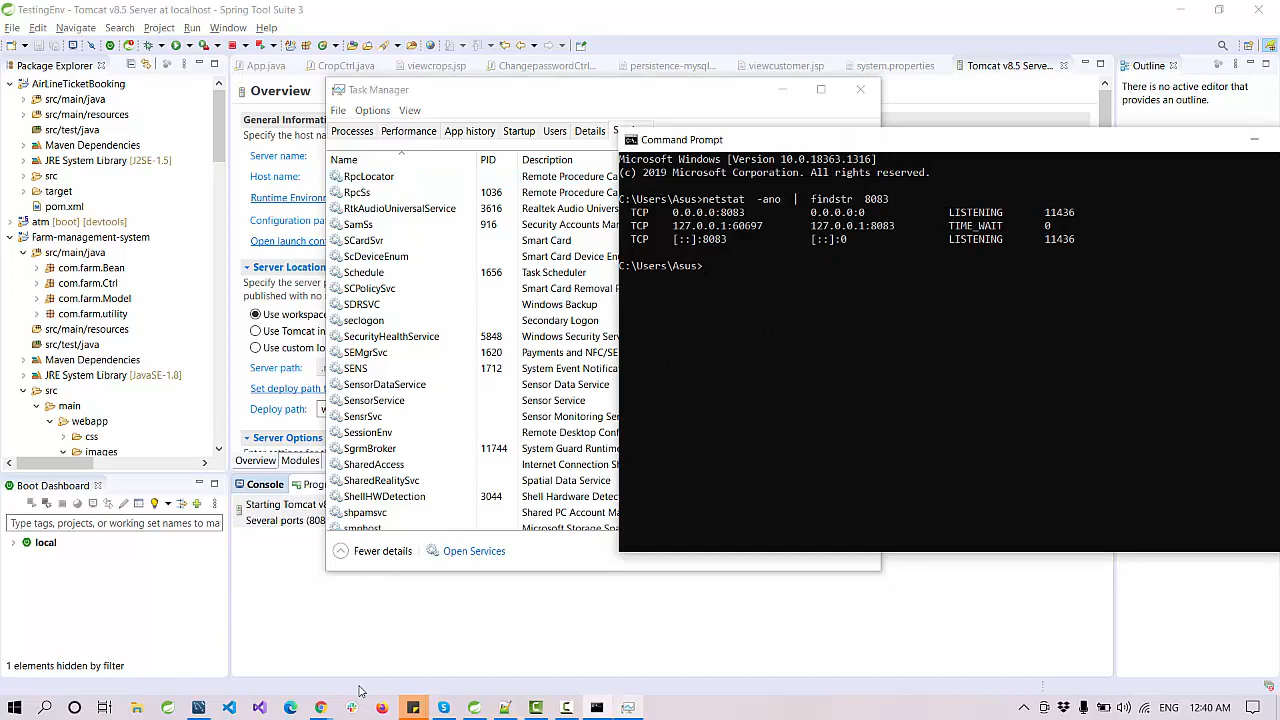 TestingEnv - Tomcat v8.5 Server at localhost - Spring Tool Suite 3
File Edit Navigate Search Project Run Window Help
Package Explorer
App.java CropCtrl.java viewcrops.jsp ChangepasswordCtrl... persistence-mysql... viewcustomer.jsp system.properties Tomcat v8.5 Serve...
Outline
There is no active editor that
provides an outline.
AirLineTicketBooking
src/main/java
src/main/resources
src/test/java
Maven Dependencies
JRE System Library [J2SE-1.5]
src
target
pom.xml
atm [boot] [devtools]
Farm-management-system
src/main/java
com.farm.Bean
com.farm.Ctrl
com.farm.Model
com.farm.utility
src/main/resources
src/test/java
Maven Dependencies
JRE System Library [JavaSE-1.8]
src
main
webapp
css
images
Boot Dashboard
Type tags, projects, or working set names to ma
local
1 elements hidden by filter
Overview
General Informa
Specify the host na
Server name:
Host name:
Runtime Environ
Configuration pa
Open launch con
Server Location
Specify the server
published with no
Use workspac
Use Tomcat in
Use custom lo
Server path:
Set deploy path
Deploy path: w
Server Options
Overview Modules
Console Prog
Starting Tomcat v
Several ports (808
Task Manager
File Options View
Processes Performance App history Startup Users Details
Name PID Description
RpcLocator Remote Procedure Ca
RpcSs 1036 Remote Procedure Ca
RtkAudioUniversalService 3616 Realtek Audio Univers
SamSs 916 Security Accounts Mar
SCardSvr Smart Card
ScDeviceEnum Smart Card Device En
Schedule 1656 Task Scheduler
SCPolicySvc Smart Card Removal F
SDRSVC Windows Backup
seclogon Secondary Logon
SecurityHealthService 5848 Windows Security Serv
SEMgrSvc 1620 Payments and NFC/SE
SENS 1712 System Event Notificat
SensorDataService Sensor Data Service
SensorService Sensor Service
SensrSvc Sensor Monitoring Ser
SessionEnv Remote Desktop Conf
SgrmBroker 11744 System Guard Runtime
SharedAccess Internet Connection Sh
SharedRealitySvc Spatial Data Service
ShellHWDetection 3044 Shell Hardware Detec
shpamsvc Shared PC Account M
smphost Microsoft Storage Spa
Fewer details Open Services
Command Prompt
Microsoft Windows [Version 10.0.18363.1316]
(c) 2019 Microsoft Corporation. All rights reserved.
C:\Users\Asus>netstat -ano | findstr 8083
TCP 0.0.0.0:8083 0.0.0.0:0 LISTENING 11436
TCP 127.0.0.1:60697 127.0.0.1:8083 TIME_WAIT 0
TCP [::]:8083 [::]:0 LISTENING 11436
C:\Users\Asus>
ENG 12:40 AM